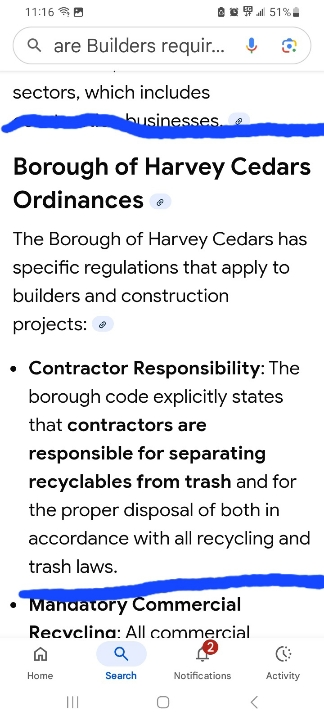 11:16 51%
are Builders requir...
sectors, which includes
businesses.
Borough of Harvey Cedars
Ordinances
The Borough of Harvey Cedars has
specific regulations that apply to
builders and construction
projects:
• Contractor Responsibility: The
borough code explicitly states
that contractors are
responsible for separating
recyclables from trash and for
the proper disposal of both in
accordance with all recycling and
trash laws.
• Mandatory Commercial
Recycling: All commercial
2
Home Search Notifications Activity